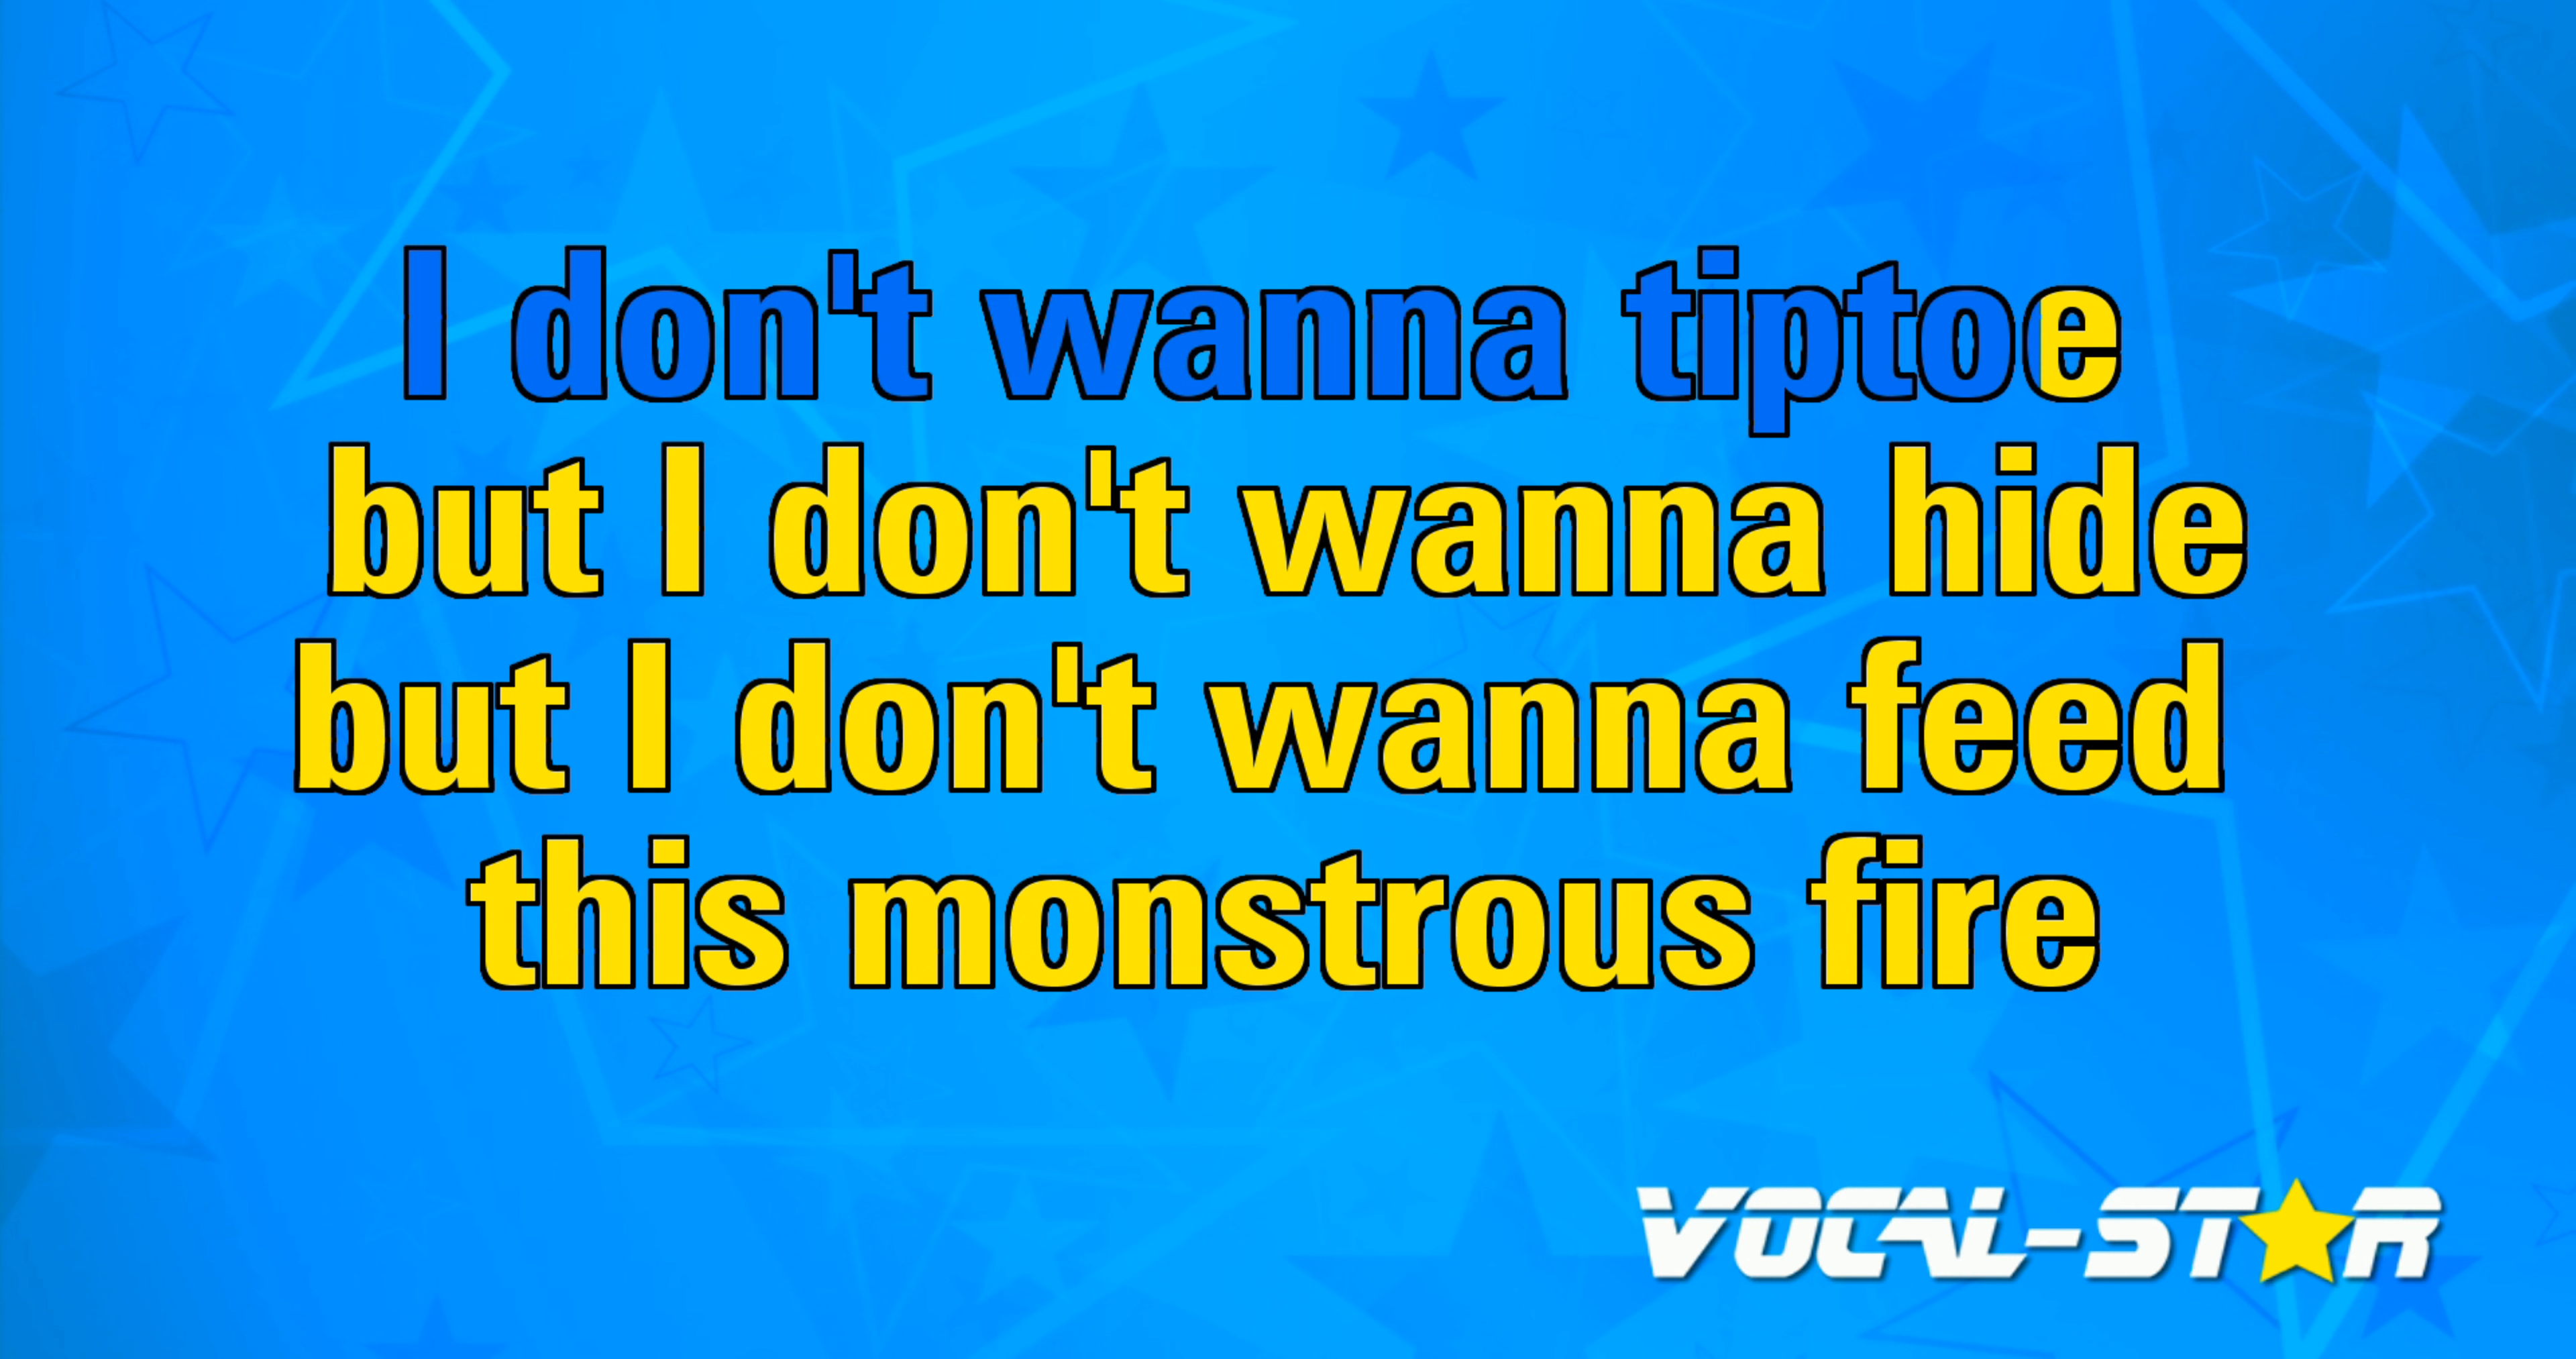 I don't wanna tiptoe
but I don't wanna hide
but I don't wanna feed
this monstrous fire
VOCAL-STAR